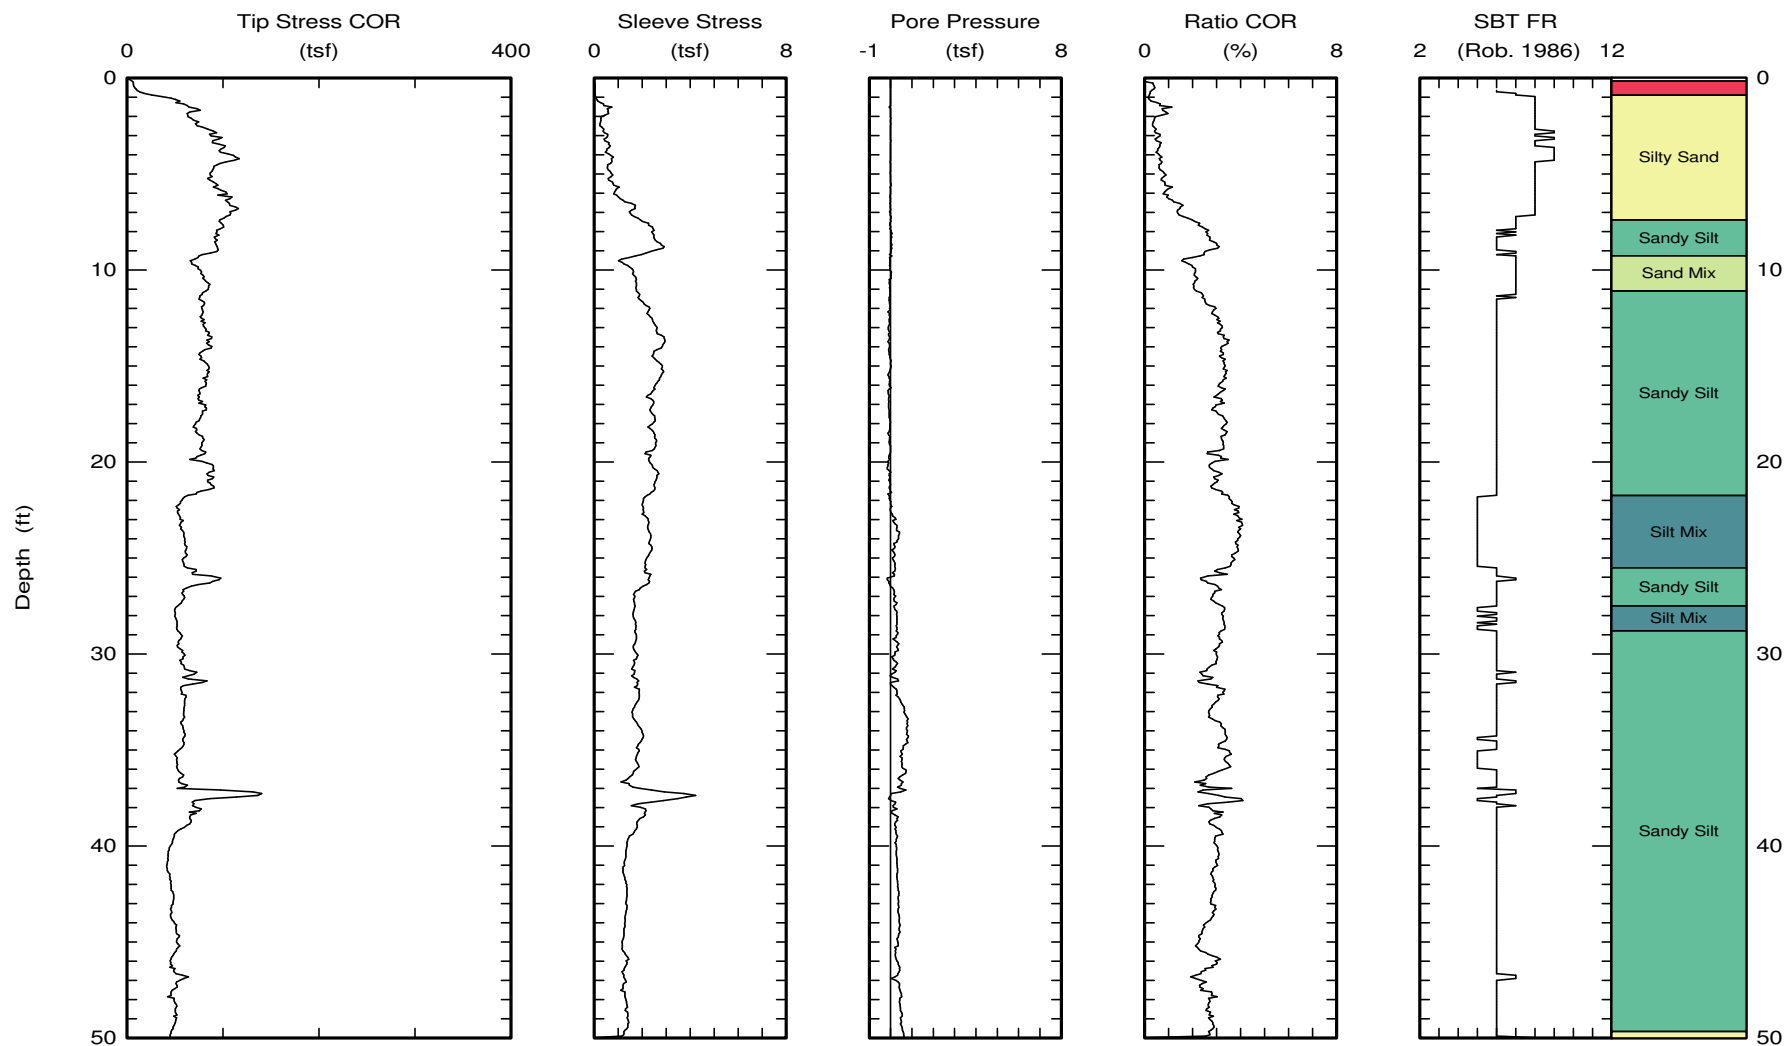 Tip Stress COR Sleeve Stress Pore Pressure Ratio COR SBT FR
0 (tsf) 400 0 (tsf) 8 -1 (tsf) 8 0 (%) 8 2 (Rob. 1986) 12
0 0
Silty Sand
Sandy Silt
10 Sand Mix 10
Sandy Silt
20 20
Silt Mix
Depth (ft)
Sandy Silt
Silt Mix
30 30
Sandy Silt
40 40
50 50